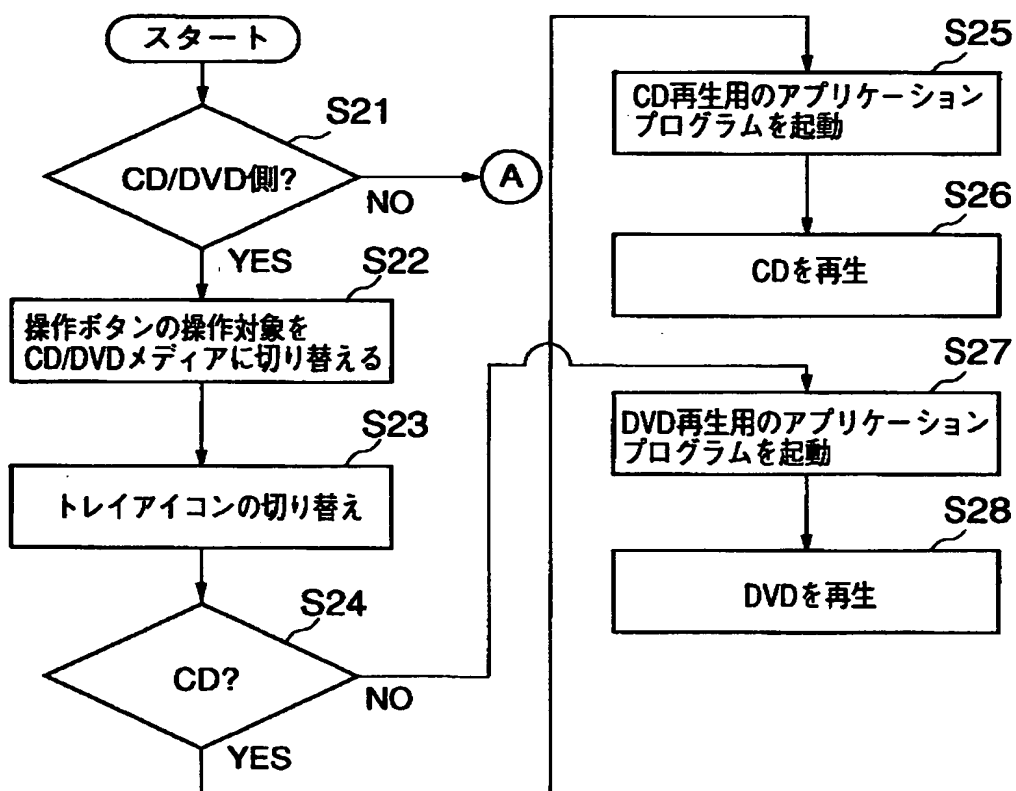 スタート
S21
CD/DVD側?
NO
A
YES
S22
操作ボタンの操作対象を
CD/DVDメディアに切り替える
S23
トレイアイコンの切り替え
S24
CD?
NO
YES
S25
CD再生用のアプリケーション
プログラムを起動
S26
CDを再生
S27
DVD再生用のアプリケーション
プログラムを起動
S28
DVDを再生